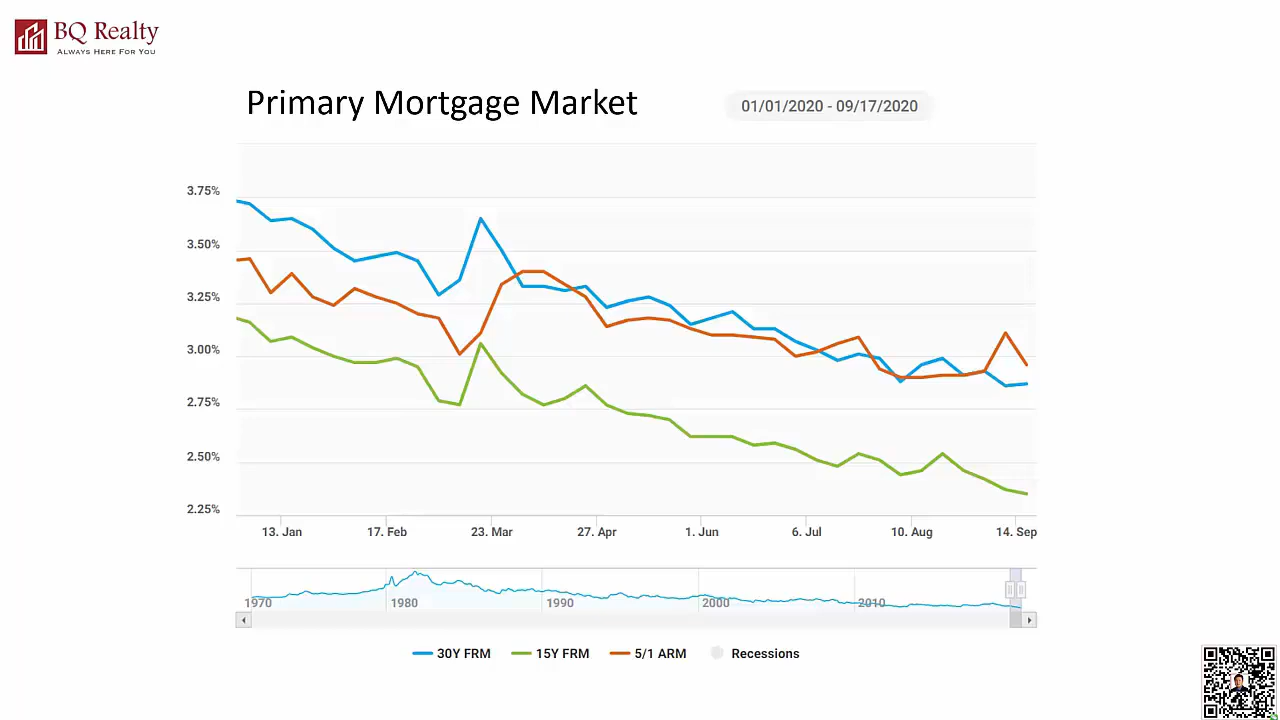 BQ Realty
ALWAYS HERE FOR YOU
Primary Mortgage Market
01/01/2020 - 09/17/2020
3.75%
3.50%
3.25%
3.00%
2.75%
2.50%
2.25%
13. Jan 17. Feb 23. Mar 27. Apr 1. Jun 6. Jul 10. Aug 14. Sep
1970 1980 1990 2000 2010
30Y FRM 15Y FRM 5/1 ARM Recessions